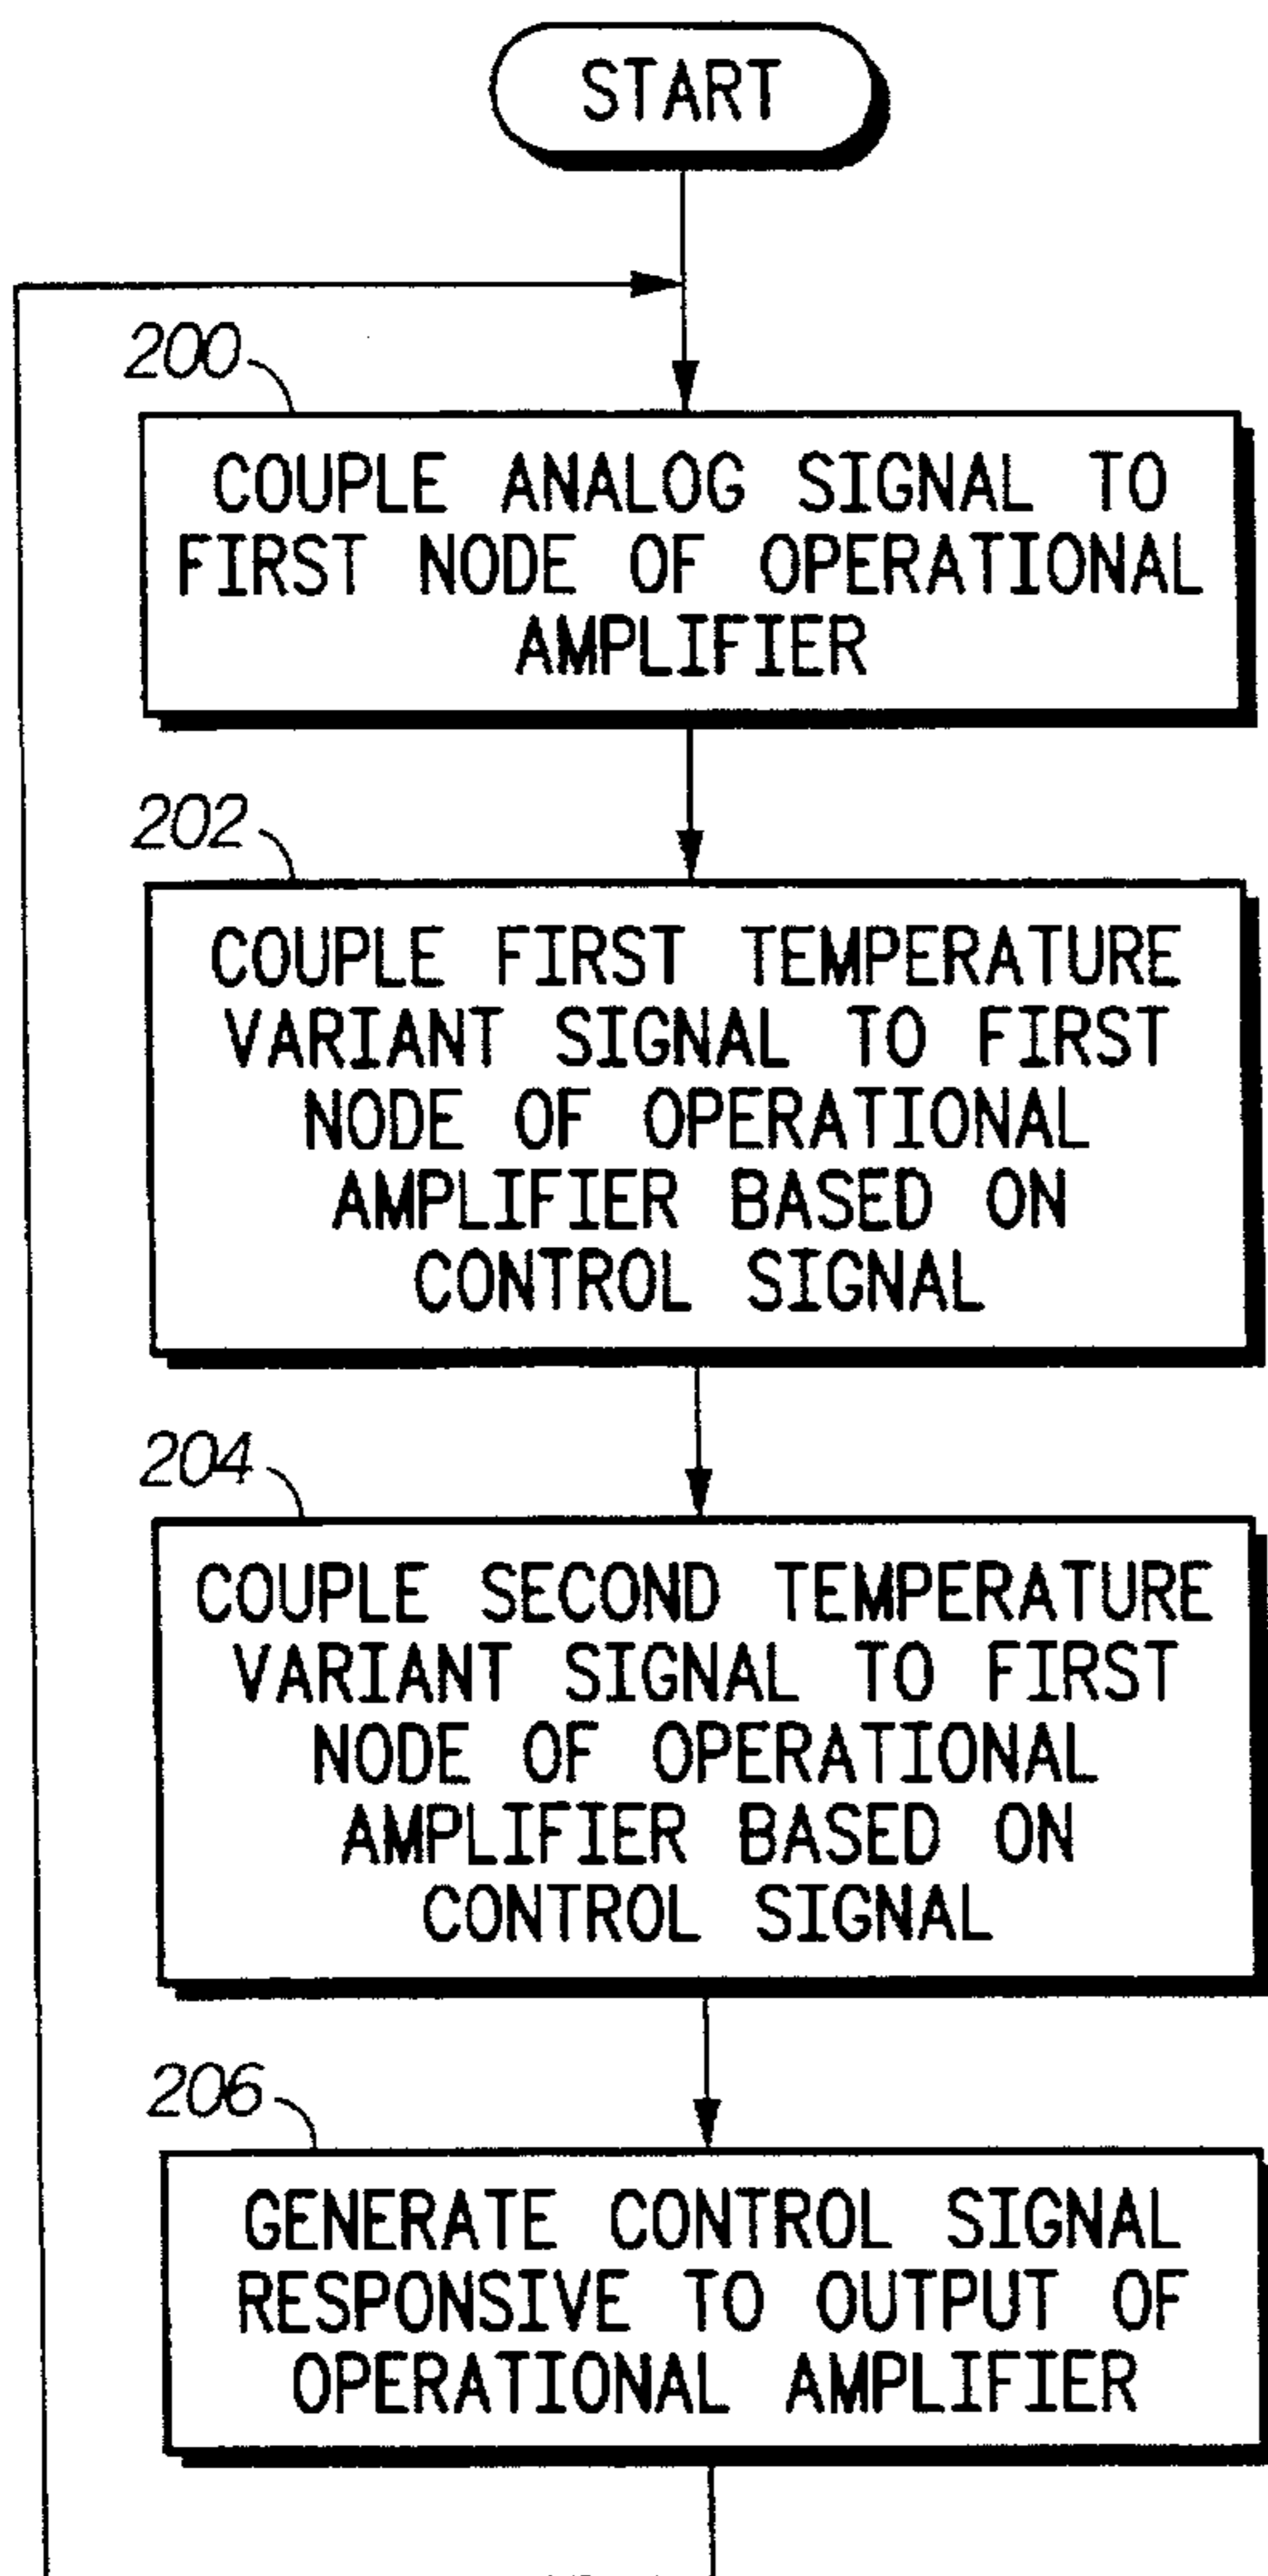 START
200
COUPLE ANALOG SIGNAL TO
FIRST NODE OF OPERATIONAL
AMPLIFIER
202
COUPLE FIRST TEMPERATURE
VARIANT SIGNAL TO FIRST
NODE OF OPERATIONAL
AMPLIFIER BASED ON
CONTROL SIGNAL
204
COUPLE SECOND TEMPERATURE
VARIANT SIGNAL TO FIRST
NODE OF OPERATIONAL
AMPLIFIER BASED ON
CONTROL SIGNAL
206
GENERATE CONTROL SIGNAL
RESPONSIVE TO OUTPUT OF
OPERATIONAL AMPLIFIER